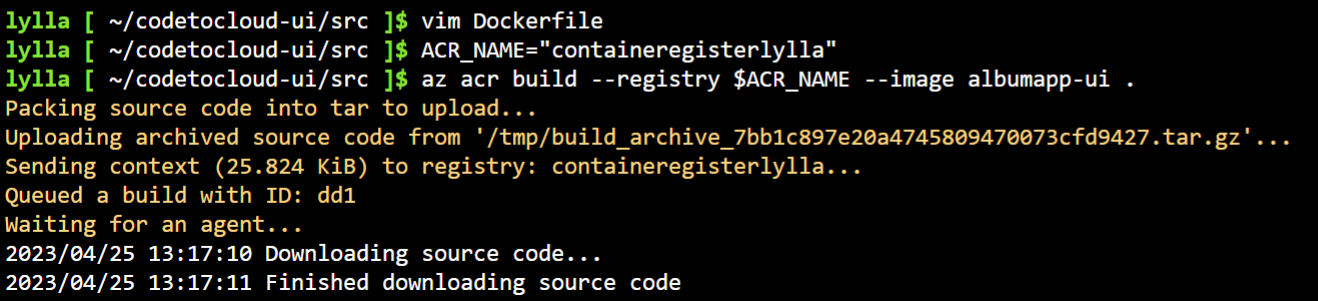 lylla [ ~/codetocloud-ui/src ]$ vim Dockerfile
lylla [ ~/codetocloud-ui/src ]$ ACR_NAME="containeregisterlylla"
lylla [ ~/codetocloud-ui/src ]$ az acr build --registry $ACR_NAME --image albumapp-ui .
Packing source code into tar to upload...
Uploading archived source code from '/tmp/build_archive_7bb1c897e20a4745809470073cfd9427.tar.gz'...
Sending context (25.824 KiB) to registry: containeregisterlylla...
Queued a build with ID: dd1
Waiting for an agent...
2023/04/25 13:17:10 Downloading source code...
2023/04/25 13:17:11 Finished downloading source code